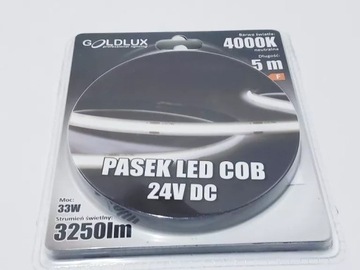 GOLDLUX
Barwa światła:
4000K
neutralna
Długość:
5 m
F
PASEK LED COB
24V DC
Moc:
33W
Strumień świetlny:
3250lm